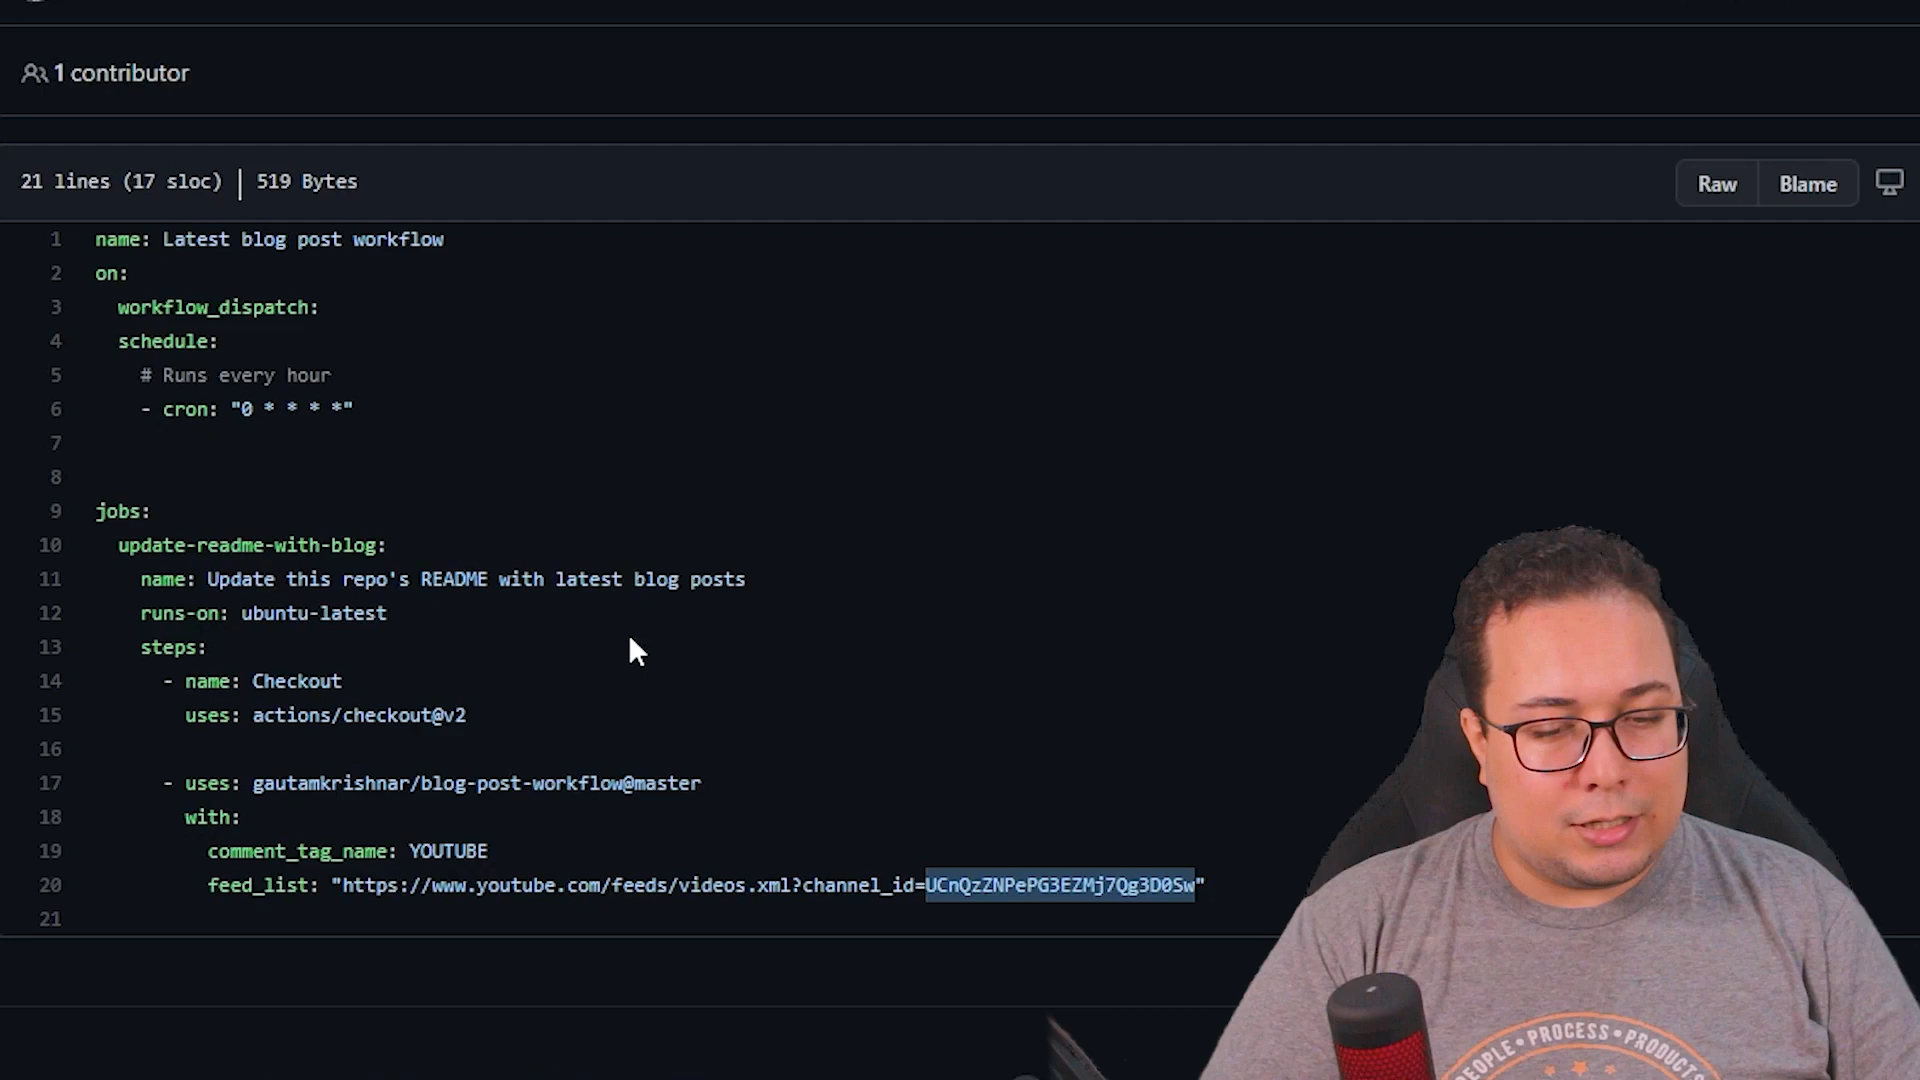 1 contributor
21 lines (17 sloc) | 519 Bytes
Raw
Blame
1 name: Latest blog post workflow
2 on:
3 workflow_dispatch:
4 schedule:
5 # Runs every hour
6 - cron: "0 * * * *"
7
8
9 jobs:
10 update-readme-with-blog:
11 name: Update this repo's README with latest blog posts
12 runs-on: ubuntu-latest
13 steps:
14 - name: Checkout
15 uses: actions/checkout@v2
16
17 - uses: gautamkrishnar/blog-post-workflow@master
18 with:
19 comment_tag_name: YOUTUBE
20 feed_list: "https://www.youtube.com/feeds/videos.xml?channel_id=UCnQzZNPePG3EZMj7Qg3D0Sw"
21
PEOPLE • PROCESS • PRODUCTS